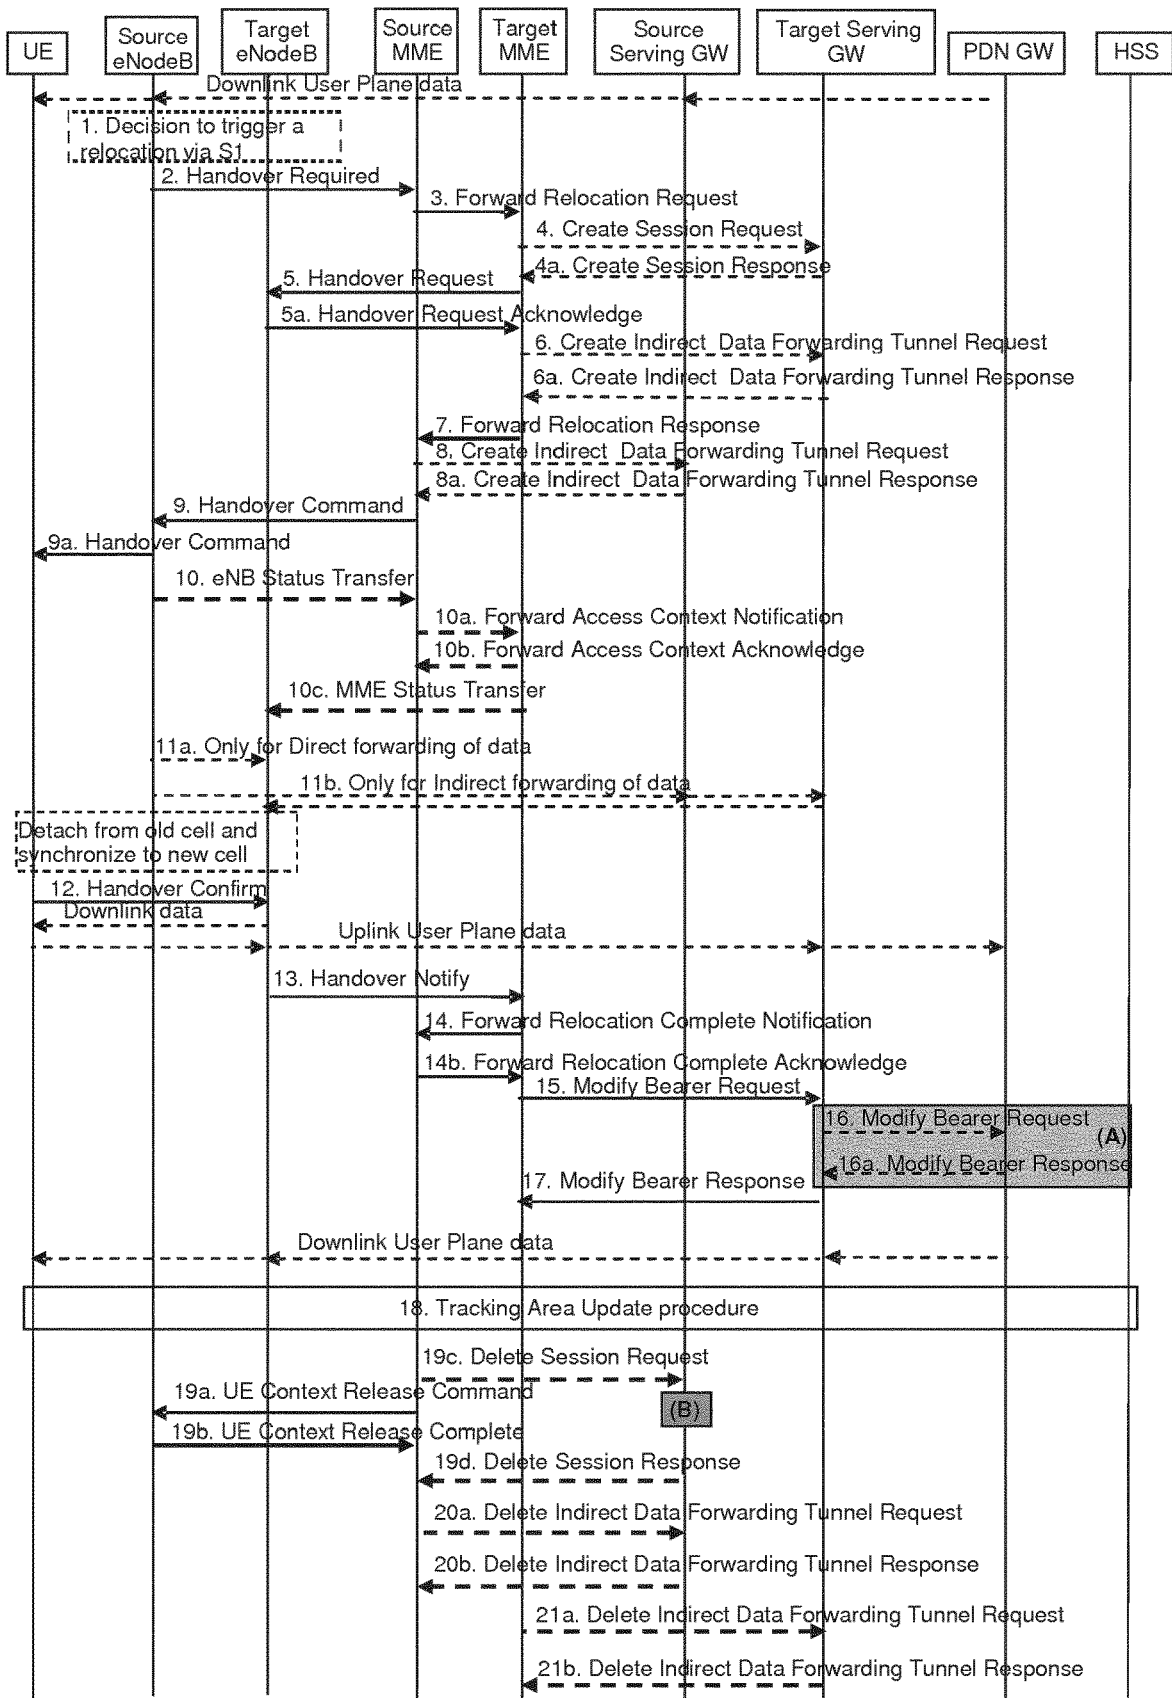 UE
Source
eNodeB
Target
eNodeB
Source
MME
Target
MME
Source
Serving GW
Target Serving
GW
PDN GW
HSS
Downlink User Plane data
1. Decision to trigger a
relocation via S1
2. Handover Required
3. Forward Relocation Request
4. Create Session Request
4a. Create Session Response
5. Handover Request
5a. Handover Request Acknowledge
6. Create Indirect Data Forwarding Tunnel Request
6a. Create Indirect Data Forwarding Tunnel Response
7. Forward Relocation Response
8. Create Indirect Data Forwarding Tunnel Request
8a. Create Indirect Data Forwarding Tunnel Response
9. Handover Command
9a. Handover Command
10. eNB Status Transfer
10a. Forward Access Context Notification
10b. Forward Access Context Acknowledge
10c. MME Status Transfer
11a. Only for Direct forwarding of data
11b. Only for Indirect forwarding of data
Detach from old cell and
synchronize to new cell
12. Handover Confirm
Downlink data
Uplink User Plane data
13. Handover Notify
14. Forward Relocation Complete Notification
14b. Forward Relocation Complete Acknowledge
15. Modify Bearer Request
16. Modify Bearer Request
(A)
16a. Modify Bearer Response
17. Modify Bearer Response
Downlink User Plane data
18. Tracking Area Update procedure
19c. Delete Session Request
19a. UE Context Release Command
(B)
19b. UE Context Release Complete
19d. Delete Session Response
20a. Delete Indirect Data Forwarding Tunnel Request
20b. Delete Indirect Data Forwarding Tunnel Response
21a. Delete Indirect Data Forwarding Tunnel Request
21b. Delete Indirect Data Forwarding Tunnel Response